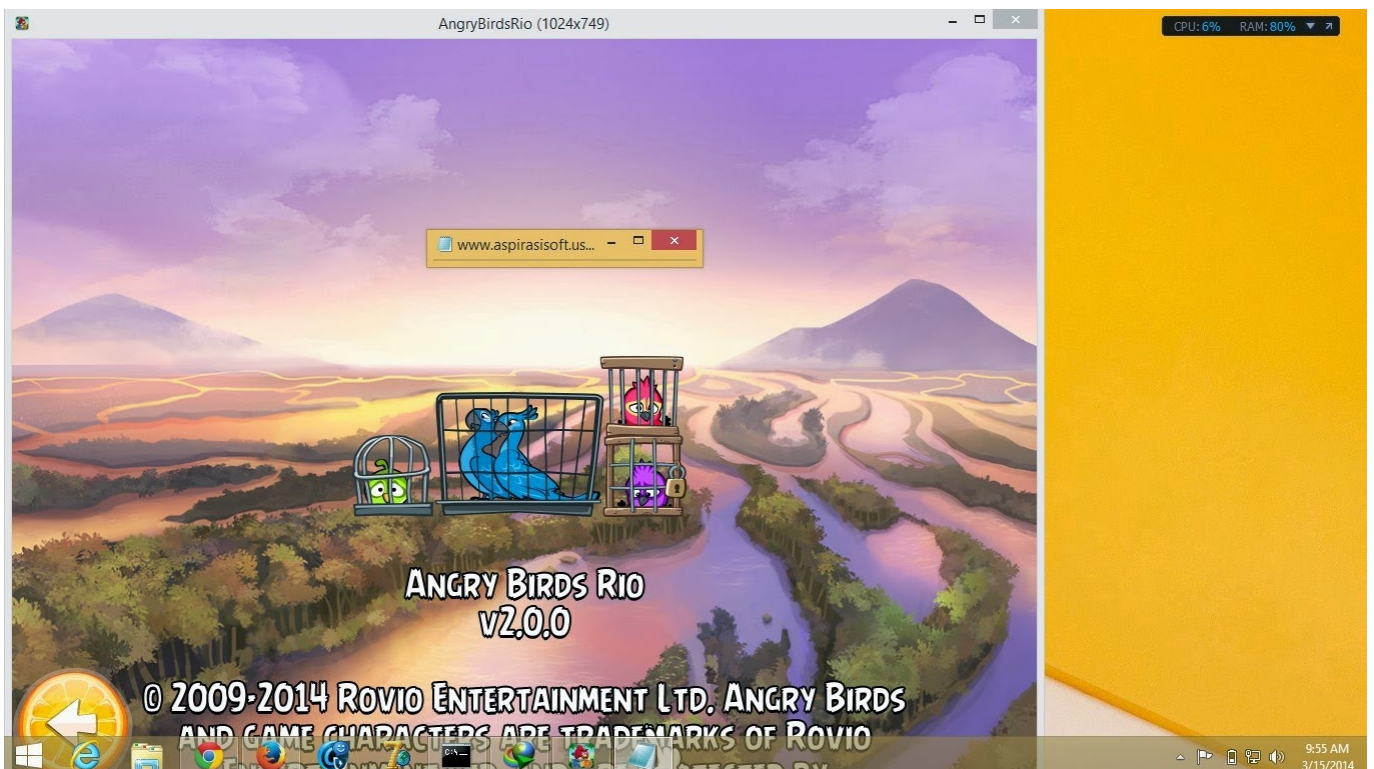 AngryBirdsRio (1024x749)
CPU:6% RAM:80%
www.aspirasisoft.us...
ANGRY BIRDS RIO
V2.0.0
© 2009-2014 ROVIO ENTERTAINMENT LTD. ANGRY BIRDS
AND GAME CHARACTERS ARE TRADEMARKS OF ROVIO
9:55 AM
3/15/2014